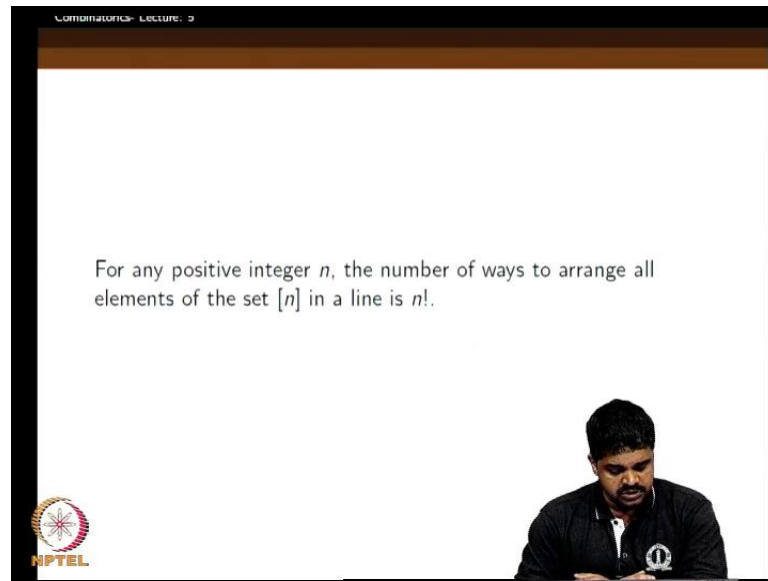 Combinatorics- Lecture: 5
For any positive integer n, the number of ways to arrange all
elements of the set [n] in a line is n!.
NPTEL